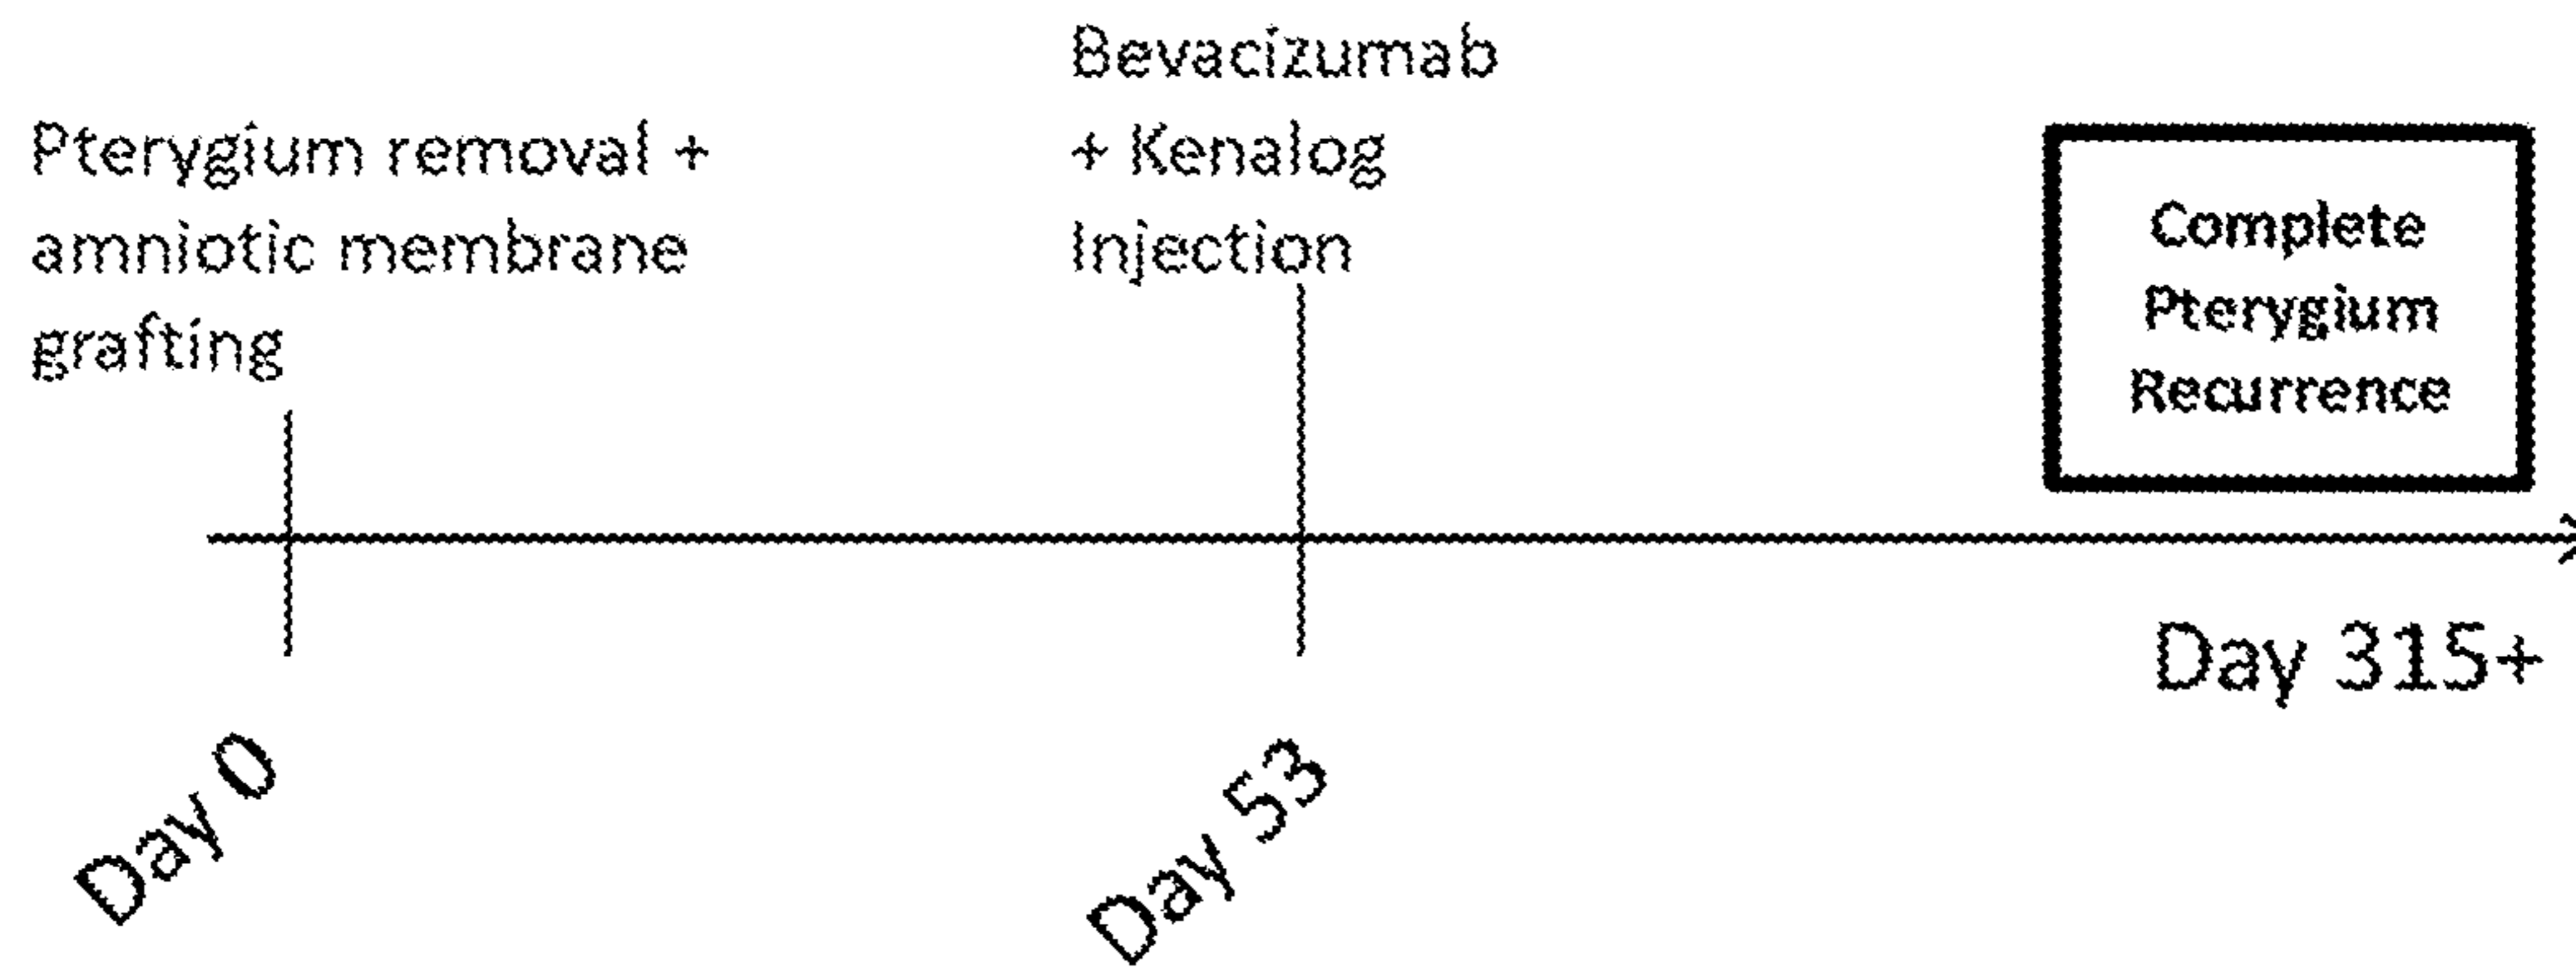 Pterygium removal +
amniotic membrane
grafting
Bevacizumab
+ Kenalog
Injection
Complete
Pterygium
Recurrence
Day 0
Day 53
Day 315+